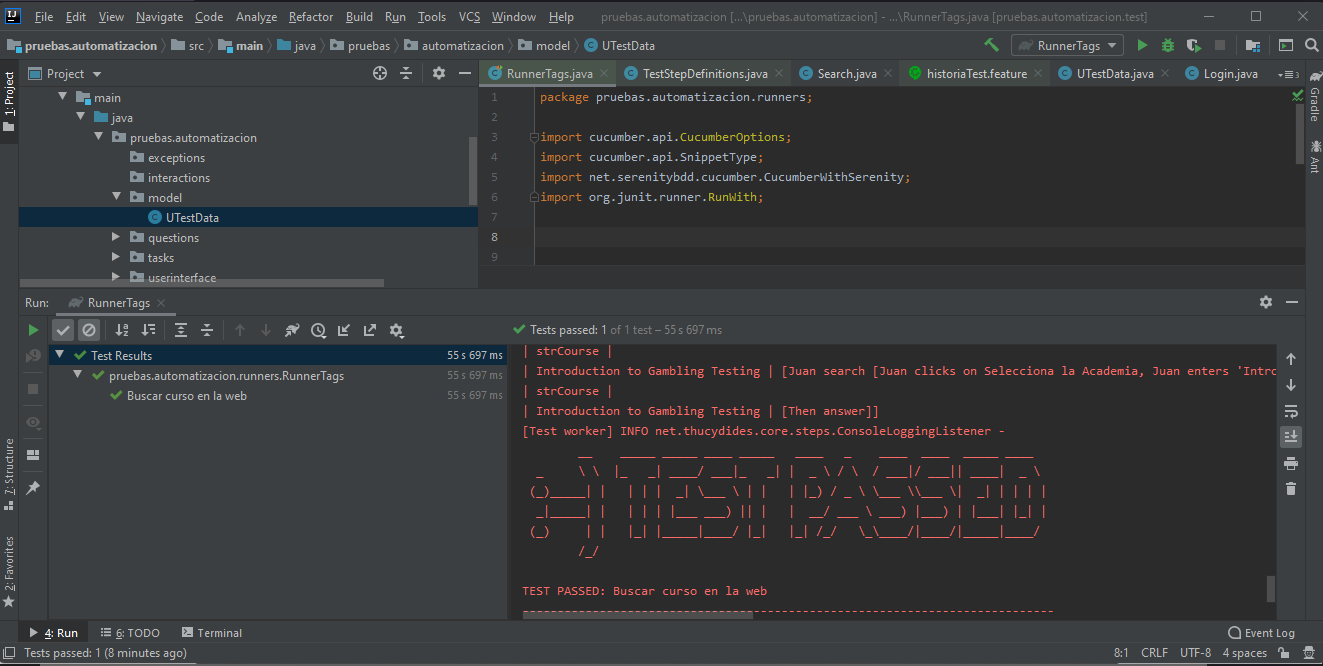 File Edit View Navigate Code Analyze Refactor Build Run Tools VCS Window Help pruebas.automatizacion [...\pruebas.automatizacion] - ...\RunnerTags.java [pruebas.automatizacion.test]
pruebas.automatizacion src main java pruebas automatizacion model UTestData RunnerTags
1: Project
Project
RunnerTags.java TestStepDefinitions.java Search.java historiaTest.feature UTestData.java Login.java 3
main
java
pruebas.automatizacion
exceptions
interactions
model
UTestData
questions
tasks
userinterface
1 package pruebas.automatizacion.runners;
2
3 import cucumber.api.CucumberOptions;
4 import cucumber.api.SnippetType;
5 import net.serenitybdd.cucumber.CucumberWithSerenity;
6 import org.junit.runner.RunWith;
7
8
9
Gradle
Ant
Run: RunnerTags
Tests passed: 1 of 1 test – 55 s 697 ms
Test Results 55 s 697 ms
pruebas.automatizacion.runners.RunnerTags 55 s 697 ms
Buscar curso en la web 55 s 697 ms
| strCourse |
| Introduction to Gambling Testing | [Juan search [Juan clicks on Selecciona la Academia, Juan enters 'Intro
| strCourse |
| Introduction to Gambling Testing | [Then answer]]
[Test worker] INFO net.thucydides.core.steps.ConsoleLoggingListener -
TEST PASSED
TEST PASSED: Buscar curso en la web
--------------------------------------------------------------------
7: Structure
2: Favorites
4: Run 6: TODO Terminal Event Log
Tests passed: 1 (8 minutes ago) 8:1 CRLF UTF-8 4 spaces